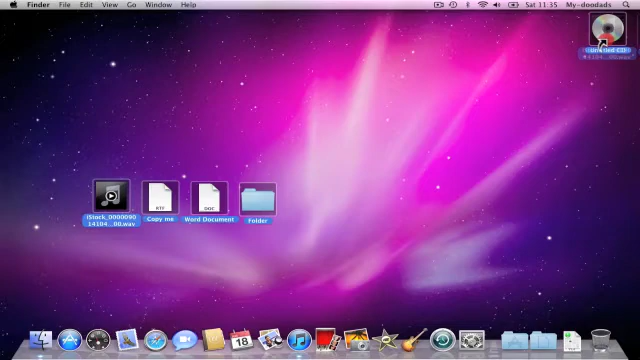 Finder File Edit View Go Window Help Sat 11:35 My-doodads
Untitled CD
iStock_0000090
14104...00.wav
RTF
Copy me
DOC
Word Document
Folder
18